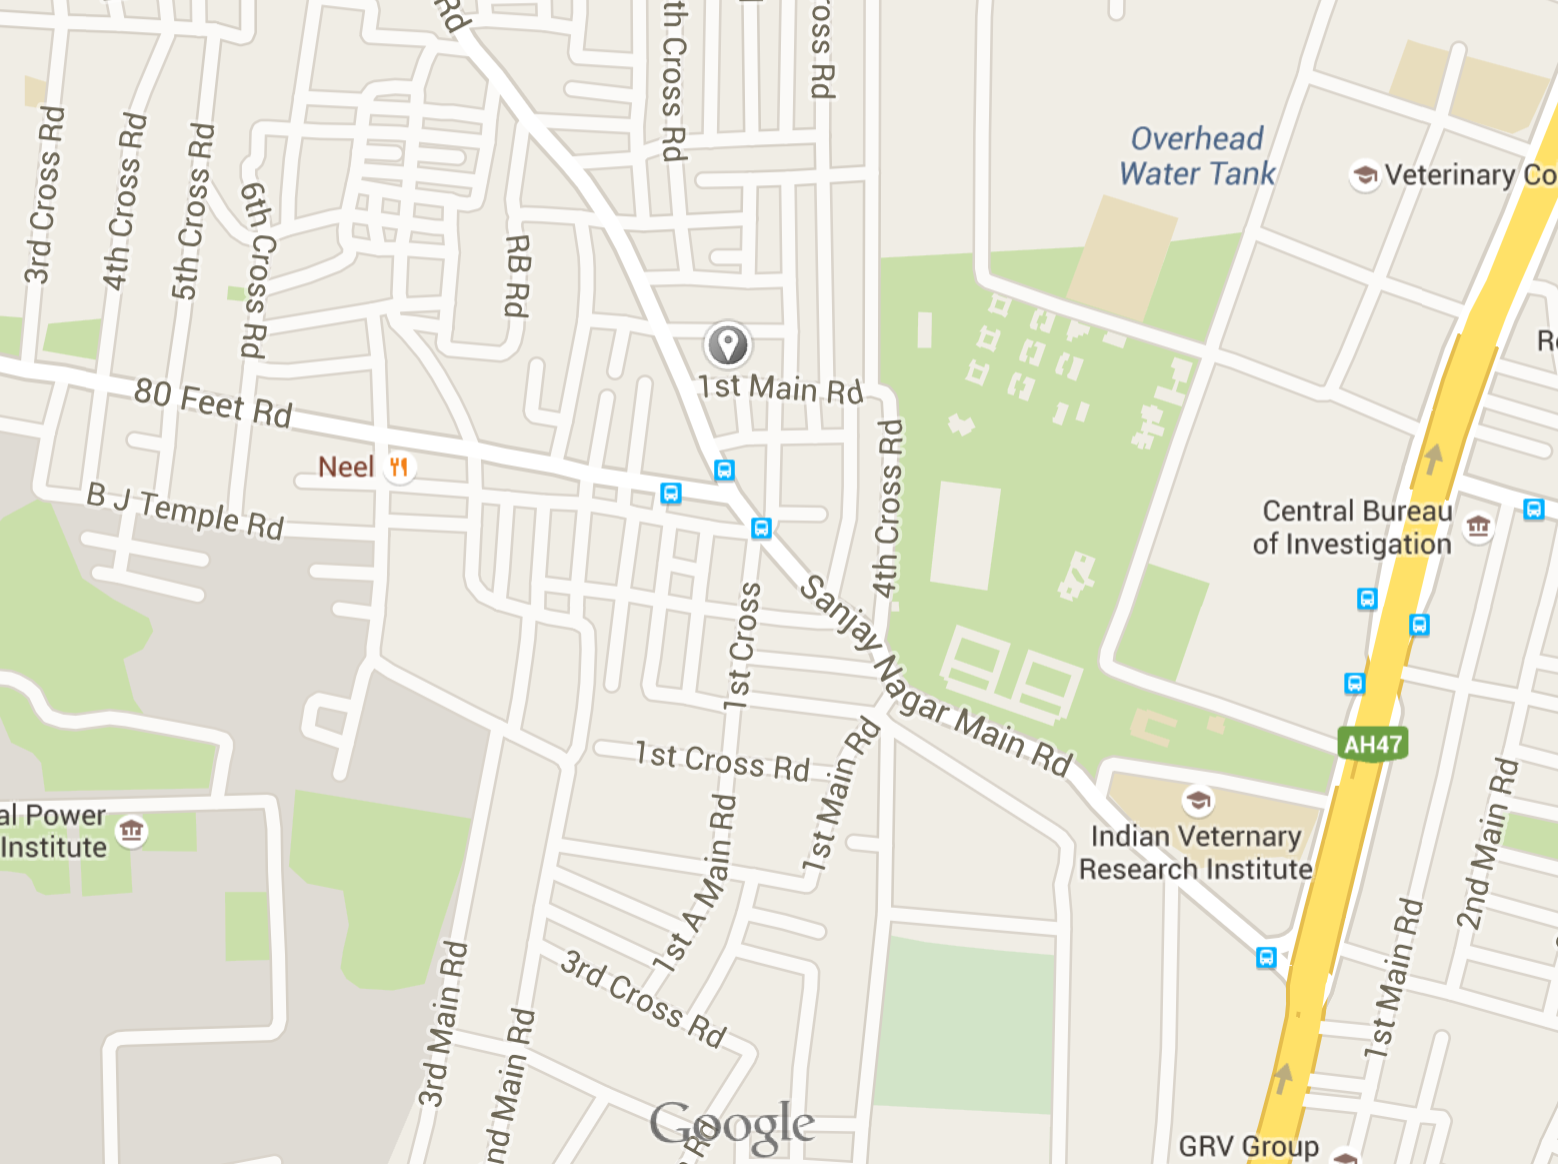 Rd
th Cross Rd
oss Rd
3rd Cross Rd
4th Cross Rd
5th Cross Rd
6th Cross Rd
RB Rd
Overhead
Water Tank
Veterinary Co
80 Feet Rd
1st Main Rd
Neel
B J Temple Rd
4th Cross Rd
Central Bureau
of Investigation
1st Cross
Sanjay Nagar Main Rd
AH47
1st Cross Rd
1st Main Rd
al Power
Institute
Indian Veternary
Research Institute
2nd Main Rd
1st A Main Rd
3rd Cross Rd
3rd Main Rd
nd Main Rd
1st Main Rd
Google
Rd
GRV Group